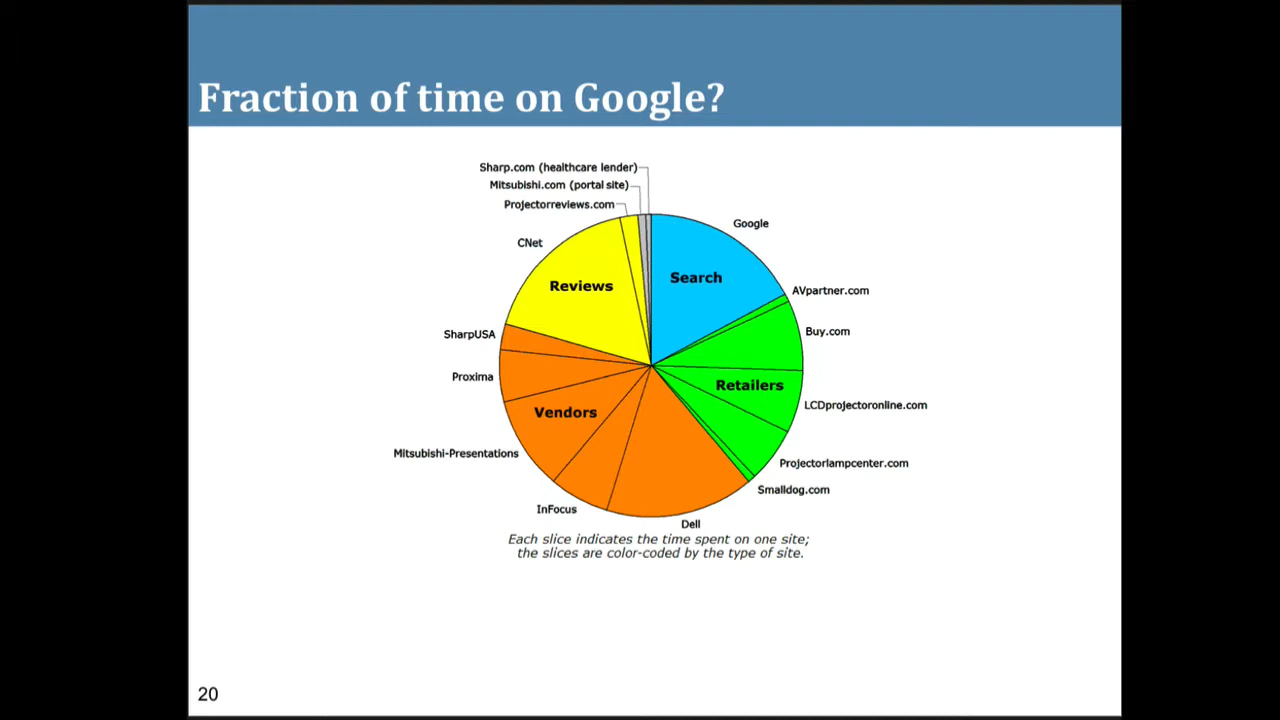 Fraction of time on Google?
Sharp.com (healthcare lender)
Mitsubishi.com (portal site)
Projectorreviews.com
Google
CNet
Search
Reviews
AVpartner.com
Buy.com
SharpUSA
Proxima
Retailers
LCDprojectoronline.com
Vendors
Mitsubishi-Presentations
Projectorlampcenter.com
Smalldog.com
InFocus
Dell
Each slice indicates the time spent on one site;
the slices are color-coded by the type of site.
20